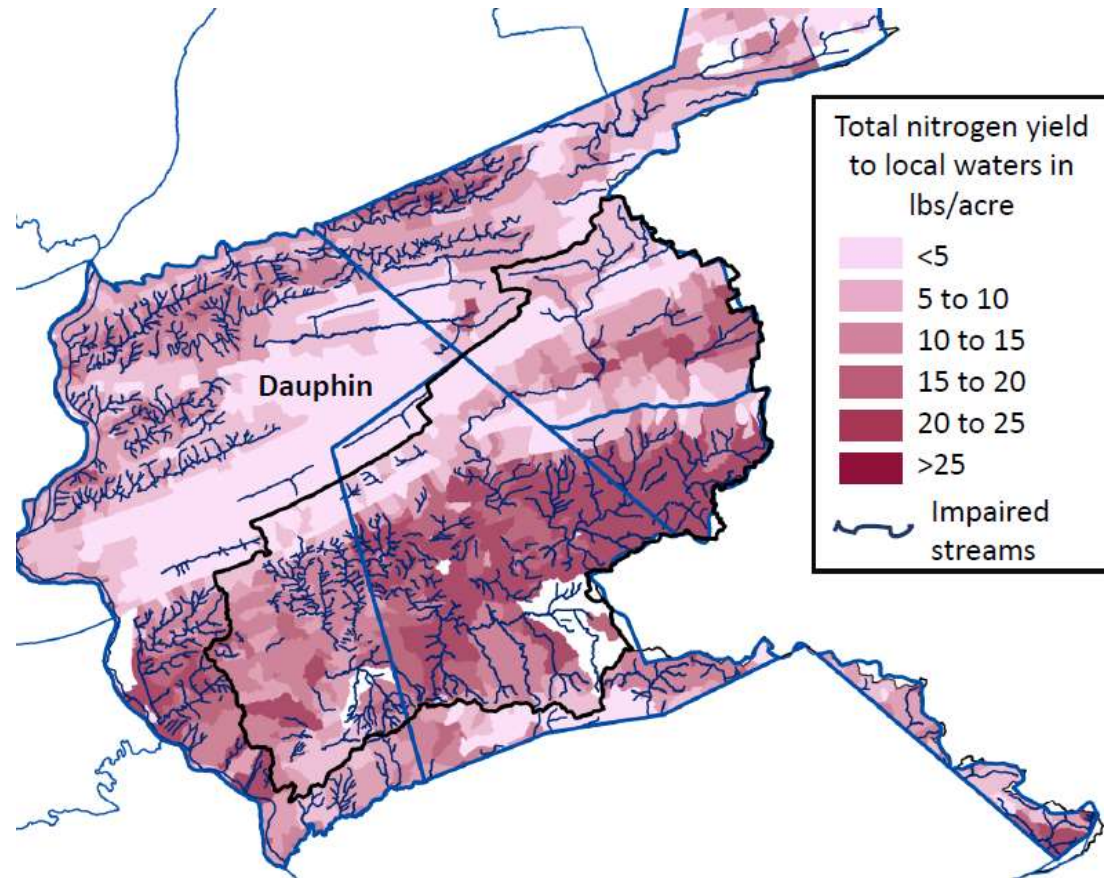 Total nitrogen yield
to local waters in
lbs/acre
<5
5 to 10
10 to 15
15 to 20
20 to 25
>25
Impaired
streams
Dauphin